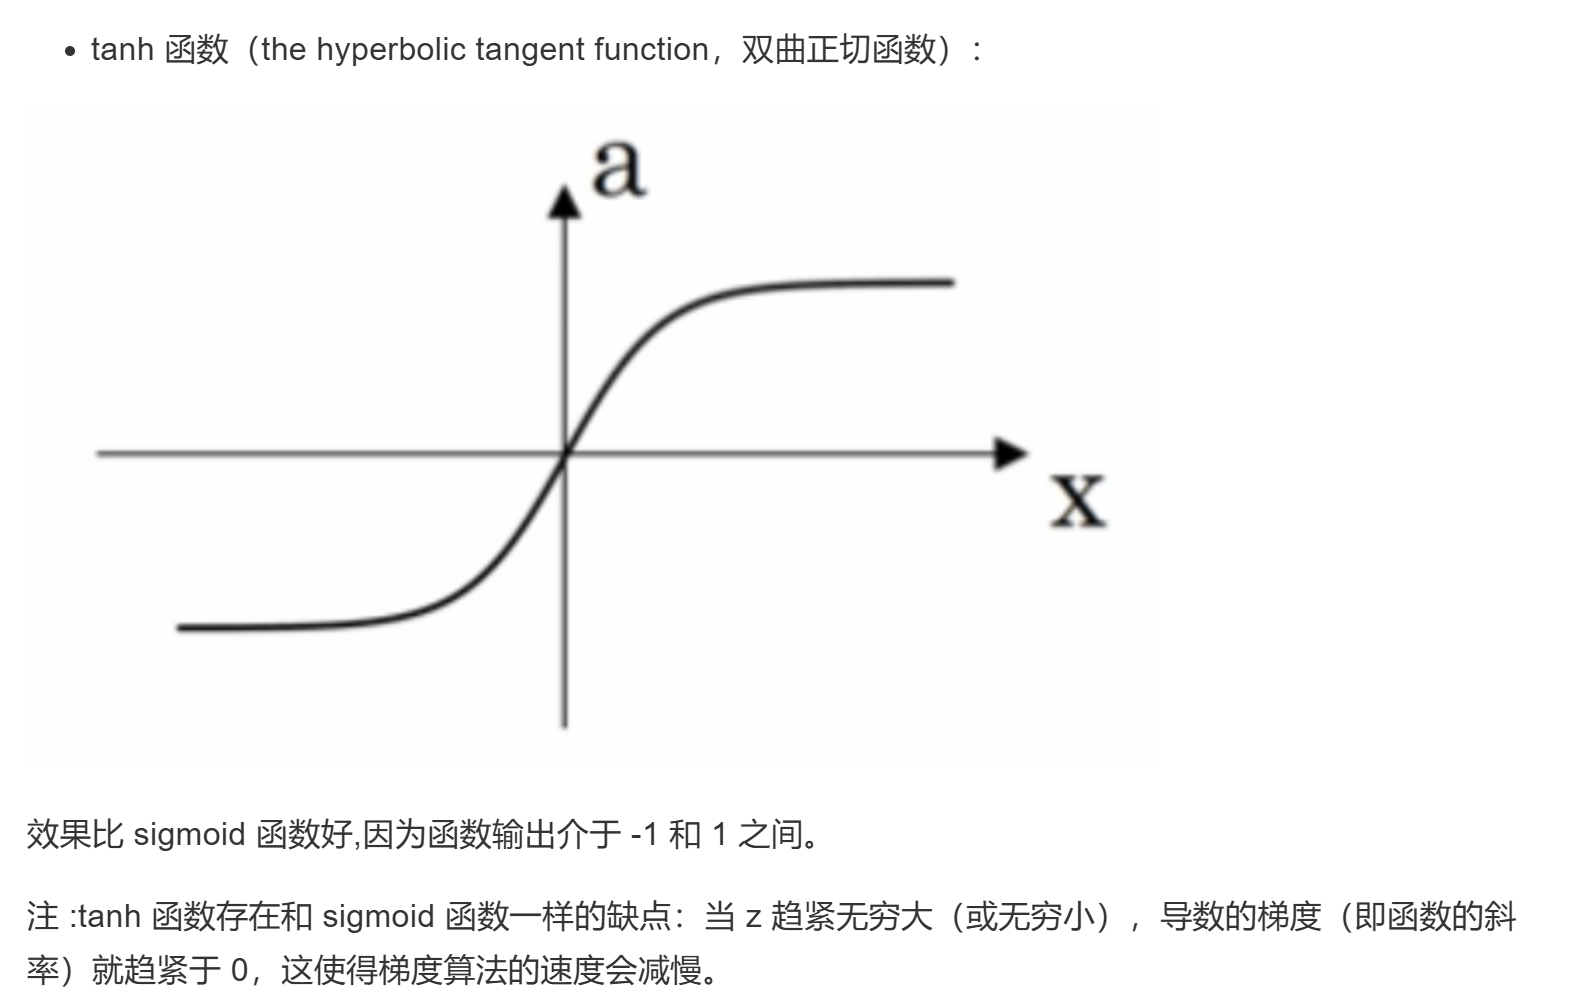 • tanh 函数（the hyperbolic tangent function，双曲正切函数）：
a
x
效果比 sigmoid 函数好,因为函数输出介于 -1 和 1 之间。
注 :tanh 函数存在和 sigmoid 函数一样的缺点：当 z 趋紧无穷大（或无穷小），导数的梯度（即函数的斜
率）就趋紧于 0，这使得梯度算法的速度会减慢。